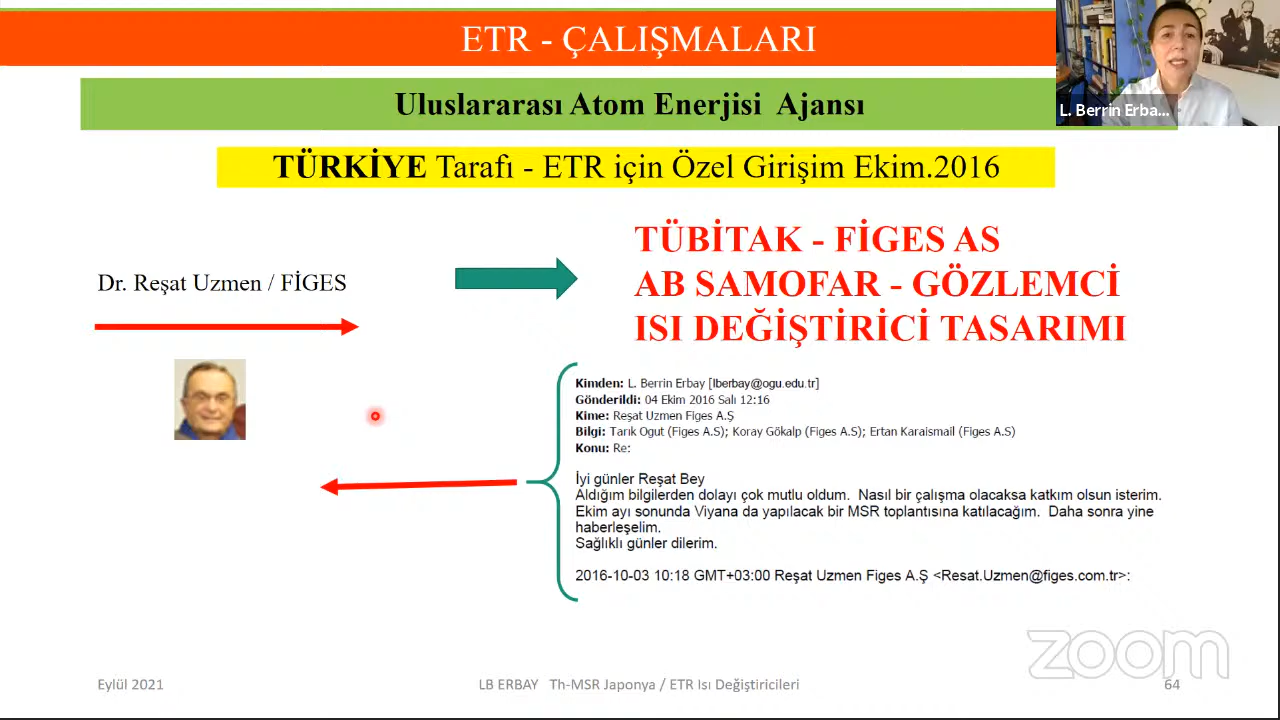 ETR - ÇALIŞMALARI
L. Berrin Erba...
Uluslararası Atom Enerjisi Ajansı
TÜRKİYE Tarafı - ETR için Özel Girişim Ekim.2016
Dr. Reşat Uzmen / FİGES
TÜBİTAK - FİGES AS
AB SAMOFAR - GÖZLEMCİ
ISI DEĞİŞTİRİCİ TASARIMI
Kimden: L. Berrin Erbay [lberbay@ogu.edu.tr]
Gönderildi: 04 Ekim 2016 Salı 12:16
Kime: Reşat Uzmen Figes A.Ş
Bilgi: Tarık Ogut (Figes A.S); Koray Gökalp (Figes A.S); Ertan Karaismail (Figes A.S)
Konu: Re:
İyi günler Reşat Bey
Aldığım bilgilerden dolayı çok mutlu oldum. Nasıl bir çalışma olacaksa katkım olsun isterim.
Ekim ayı sonunda Viyana da yapılacak bir MSR toplantısına katılacağım. Daha sonra yine
haberleşelim.
Sağlıklı günler dilerim.
2016-10-03 10:18 GMT+03:00 Reşat Uzmen Figes A.Ş <Resat.Uzmen@figes.com.tr>:
zoom
Eylül 2021
LB ERBAY Th-MSR Japonya / ETR Isı Değiştiricileri
64